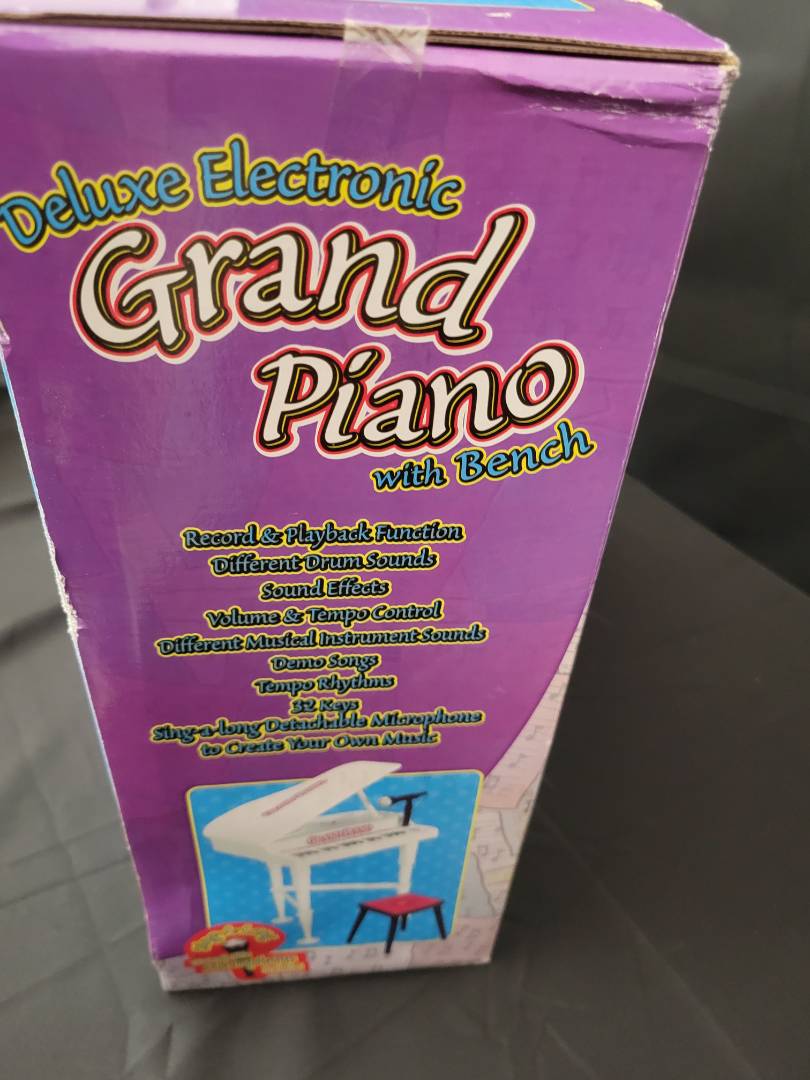 Deluxe Electronic
Grand
Piano
with Bench
Record & Playback Function
Different Drum Sounds
Sound Effects
Volume & Tempo Control
Different Musical Instrument Sounds
Demo Songs
Tempo Rhythms
32 Keys
Sing-a-long Detachable Microphone
to Create Your Own Music